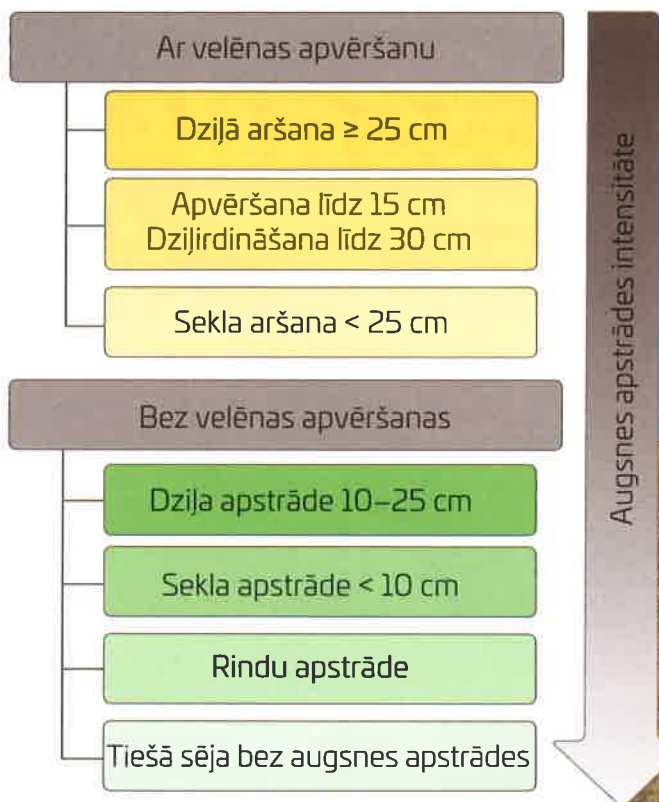 Ar velēnas apvēršanu
Dziļā aršana ≥ 25 cm
Apvēršana līdz 15 cm
Dziļirdināšana līdz 30 cm
Sekla aršana < 25 cm
Bez velēnas apvēršanas
Dziļa apstrāde 10–25 cm
Sekla apstrāde < 10 cm
Rindu apstrāde
Tiešā sēja bez augsnes apstrādes
Augsnes apstrādes intensitāte